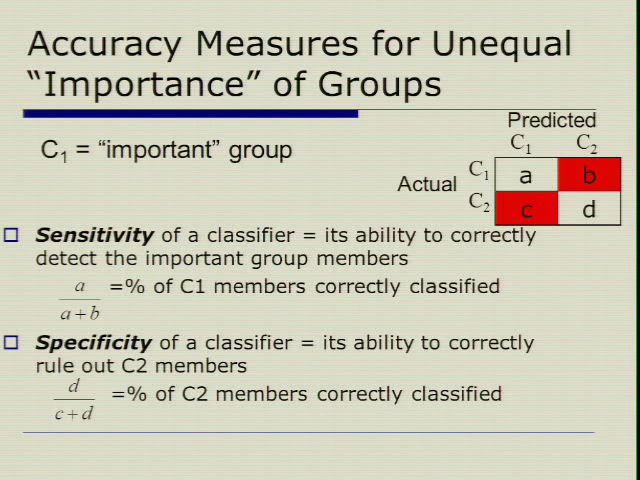 Accuracy Measures for Unequal
“Importance” of Groups
C1 = “important” group
Predicted
C1 C2
Actual C1 a b
C2 c d
Sensitivity of a classifier = its ability to correctly
detect the important group members
a/(a+b) =% of C1 members correctly classified
Specificity of a classifier = its ability to correctly
rule out C2 members
d/(c+d) =% of C2 members correctly classified